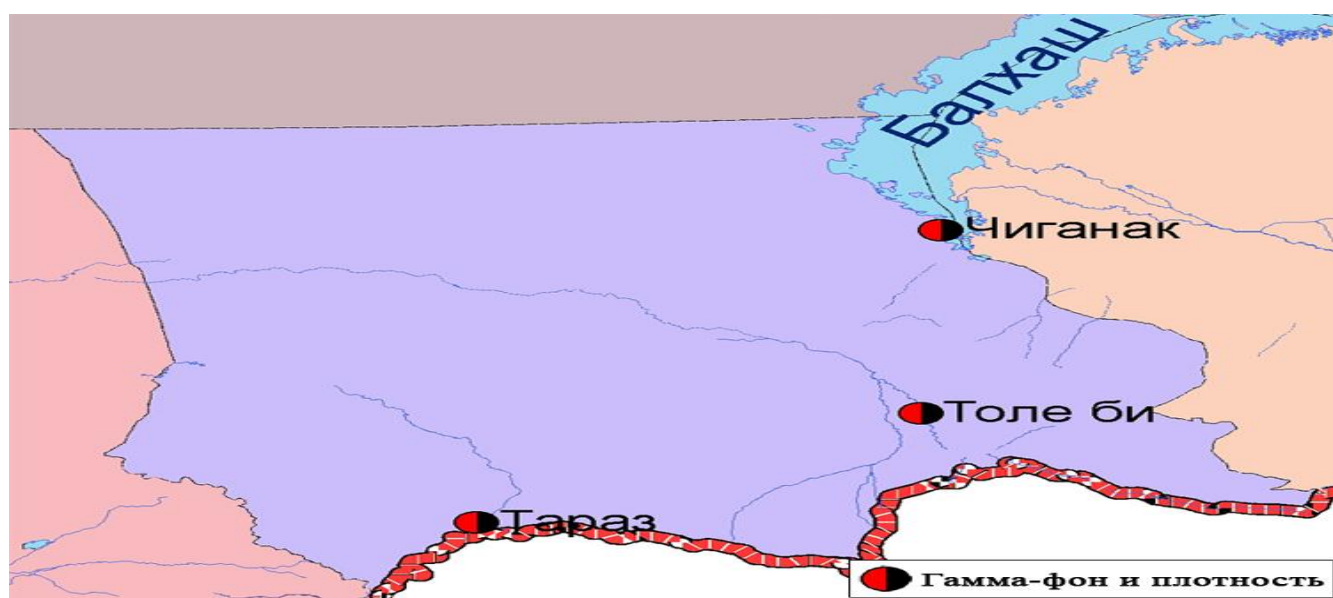 Балхаш
Чиганак
Толе би
Тараз
Гамма-фон и плотность